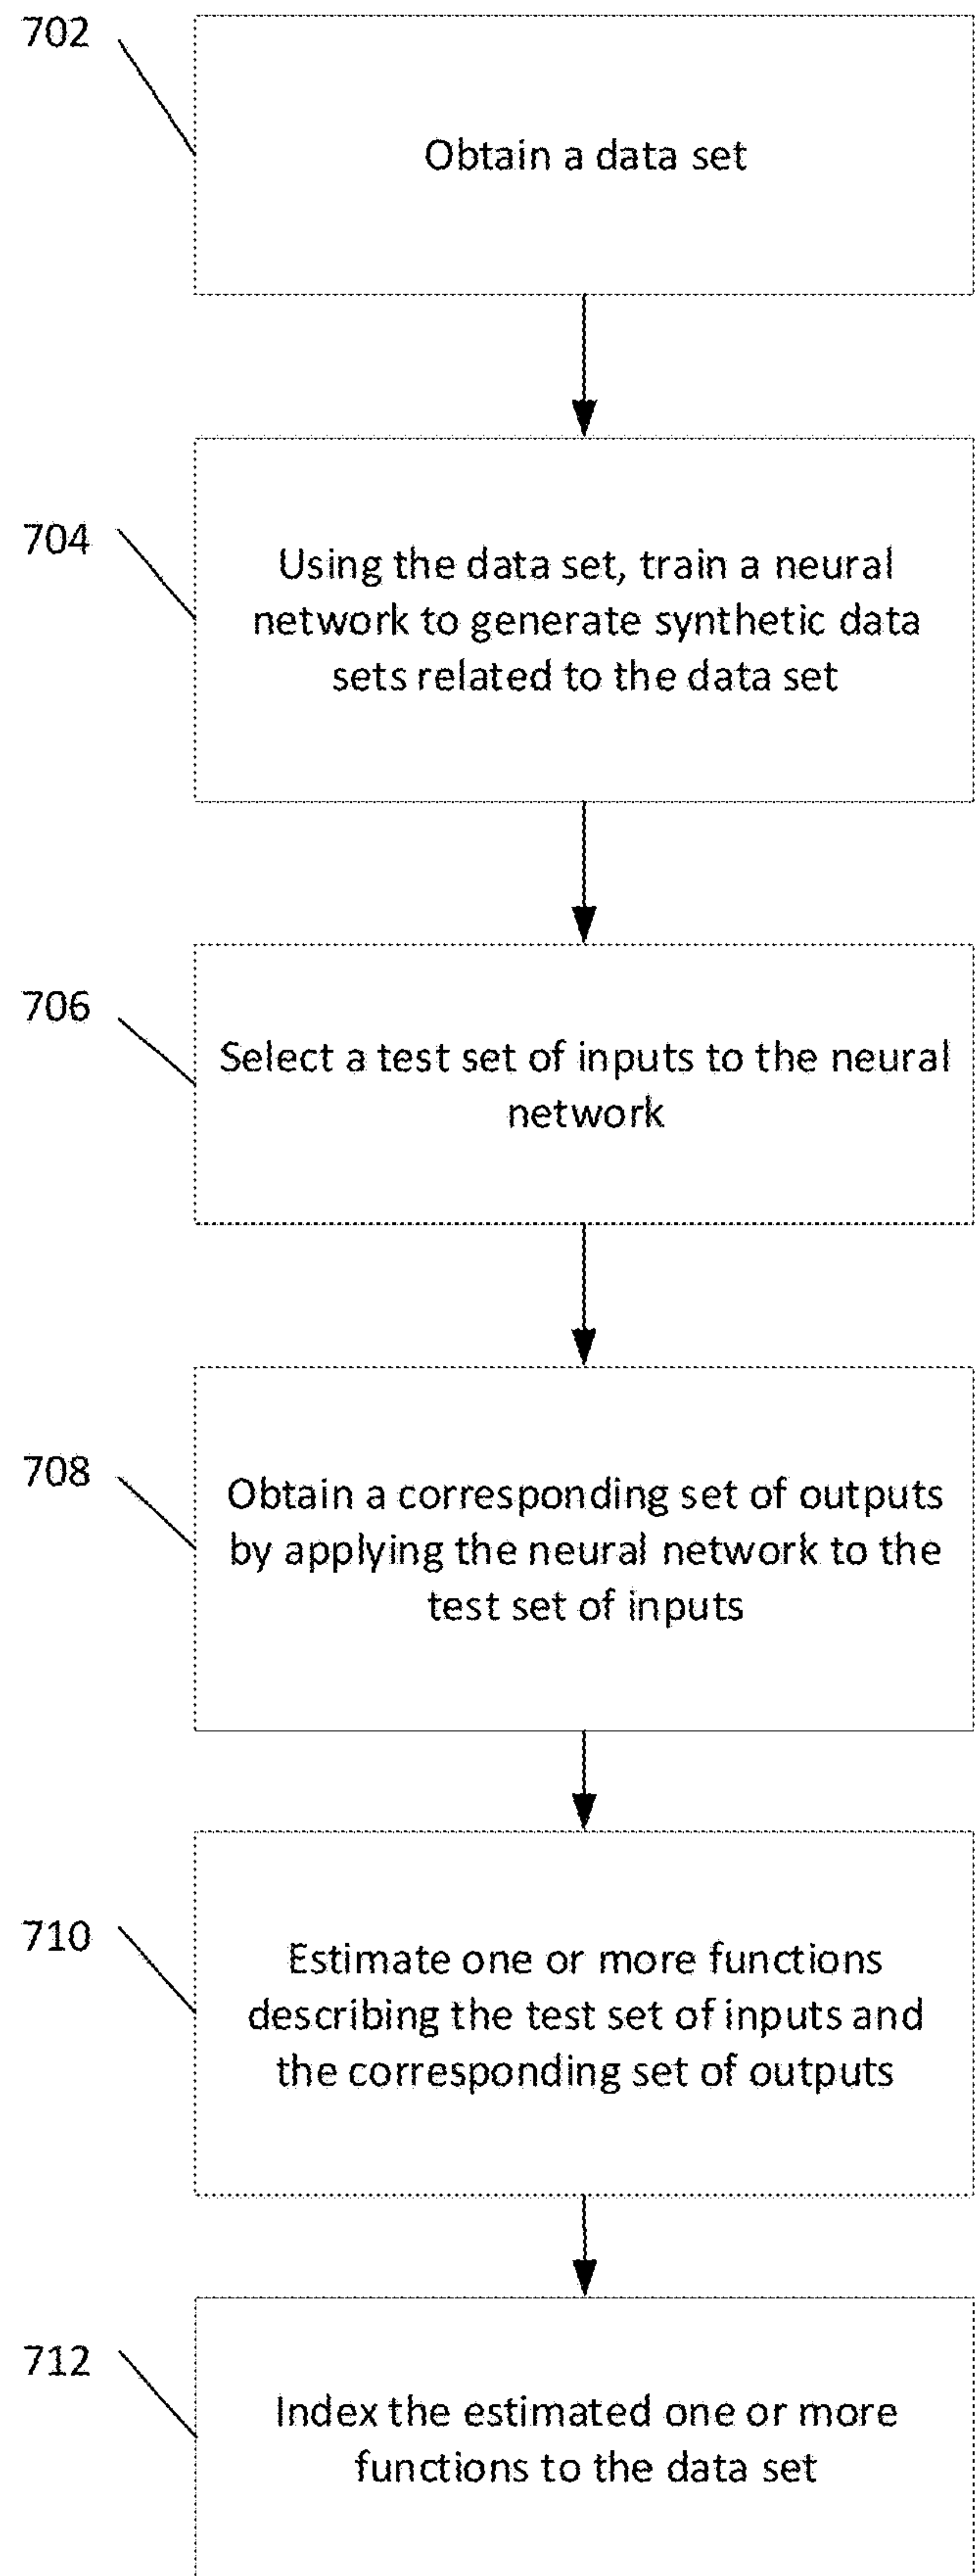 702
Obtain a data set
704
Using the data set, train a neural
network to generate synthetic data
sets related to the data set
706
Select a test set of inputs to the neural
network
708
Obtain a corresponding set of outputs
by applying the neural network to the
test set of inputs
710
Estimate one or more functions
describing the test set of inputs and
the corresponding set of outputs
712
Index the estimated one or more
functions to the data set